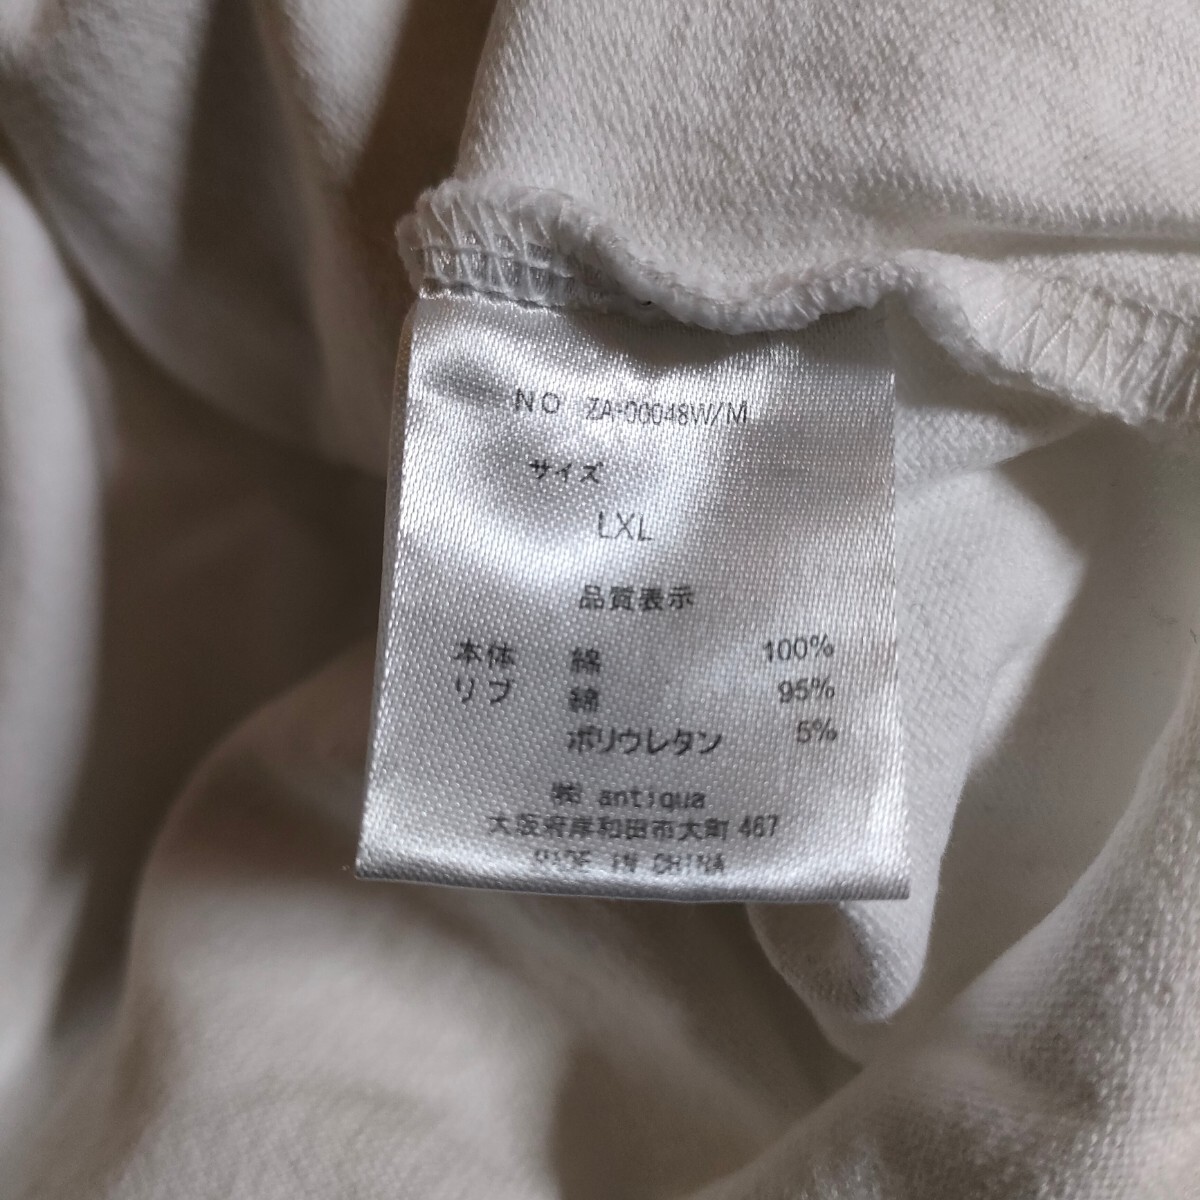 NO ZA-00048W/M
サイズ
LXL
品質表示
本体 綿 100%
リブ 綿 95%
ポリウレタン 5%
㈱ antiqua
大阪府岸和田市大町 467
MADE IN CHINA